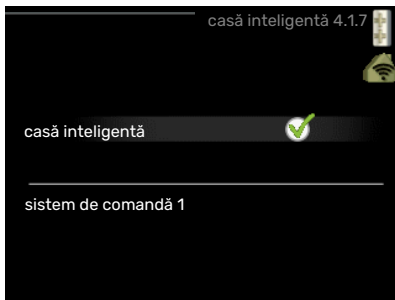 casă inteligentă 4.1.7
casă inteligentă
sistem de comandă 1